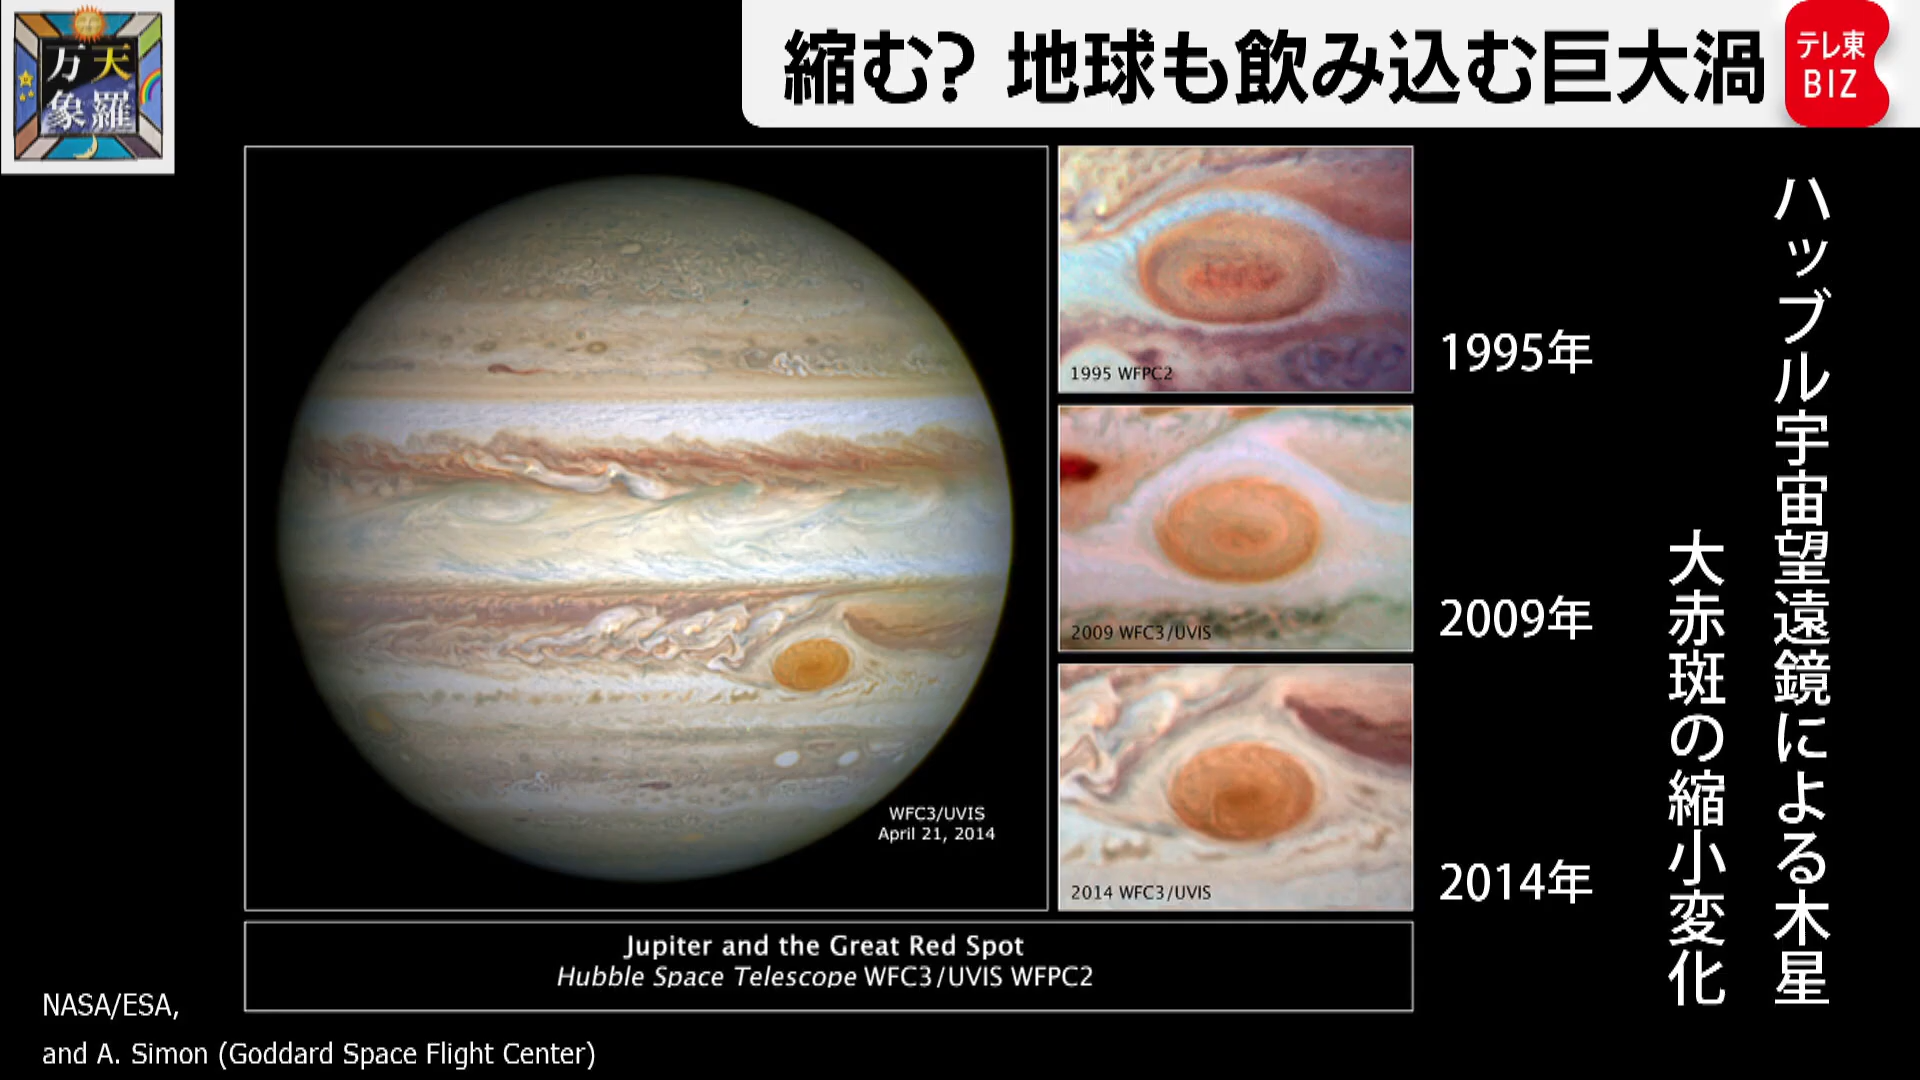 天羅
万象
縮む? 地球も飲み込む巨大渦
テレ東
BIZ
ハッブル宇宙望遠鏡による木星
大赤斑の縮小変化
WFC3/UVIS
April 21, 2014
1995 WFPC2
1995年
2009 WFC3/UVIS
2009年
2014 WFC3/UVIS
2014年
Jupiter and the Great Red Spot
Hubble Space Telescope WFC3/UVIS WFPC2
NASA/ESA,
and A. Simon (Goddard Space Flight Center)